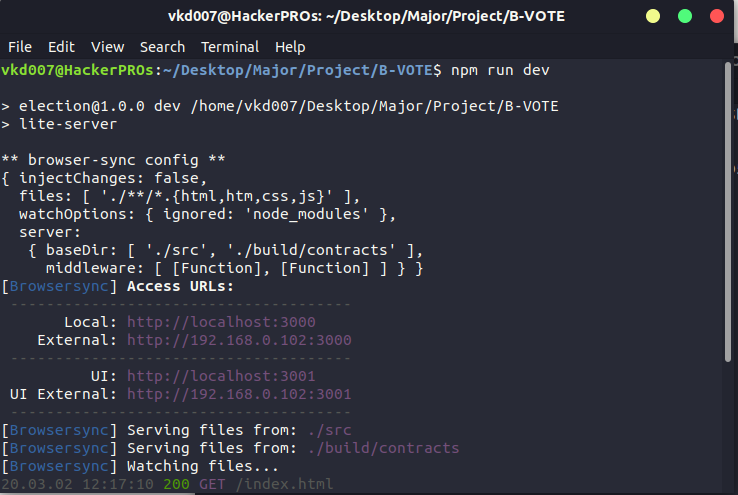 vkd007@HackerPROs: ~/Desktop/Major/Project/B-VOTE
File Edit View Search Terminal Help
vkd007@HackerPROs:~/Desktop/Major/Project/B-VOTE$ npm run dev
> election@1.0.0 dev /home/vkd007/Desktop/Major/Project/B-VOTE
> lite-server
** browser-sync config **
{ injectChanges: false,
  files: [ './**/*.{html,htm,css,js}' ],
  watchOptions: { ignored: 'node_modules' },
  server:
   { baseDir: [ './src', './build/contracts' ],
     middleware: [ [Function], [Function] ] } }
[Browsersync] Access URLs:
 --------------------------------------
       Local: http://localhost:3000
    External: http://192.168.0.102:3000
 --------------------------------------
          UI: http://localhost:3001
 UI External: http://192.168.0.102:3001
 --------------------------------------
[Browsersync] Serving files from: ./src
[Browsersync] Serving files from: ./build/contracts
[Browsersync] Watching files...
20.03.02 12:17:10 200 GET /index.html